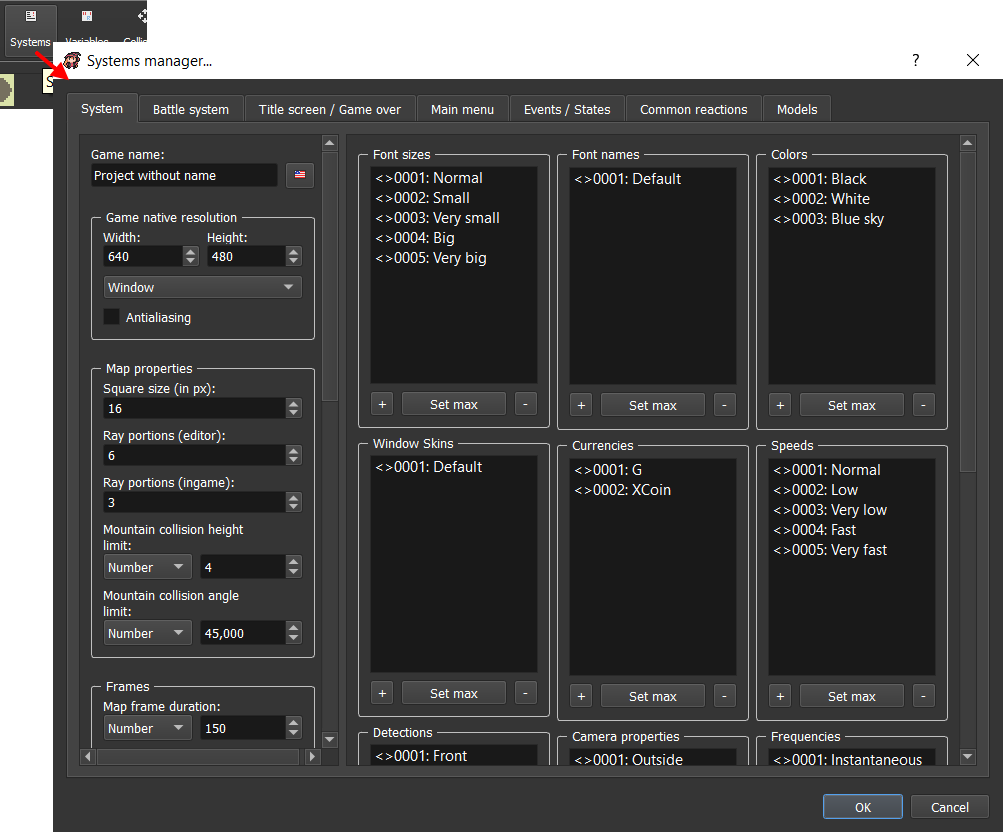 Systems
Variables
Systems manager...
?
System
Battle system
Title screen / Game over
Main menu
Events / States
Common reactions
Models
Game name:
Project without name
Game native resolution
Width:
Height:
640
480
Window
Antialiasing
Map properties
Square size (in px):
16
Ray portions (editor):
6
Ray portions (ingame):
3
Mountain collision height
limit:
Number
4
Mountain collision angle
limit:
Number
45,000
Frames
Map frame duration:
Number
150
Font sizes
<>0001: Normal
<>0002: Small
<>0003: Very small
<>0004: Big
<>0005: Very big
+
Set max
-
Font names
<>0001: Default
+
Set max
-
Colors
<>0001: Black
<>0002: White
<>0003: Blue sky
+
Set max
-
Window Skins
<>0001: Default
+
Set max
-
Currencies
<>0001: G
<>0002: XCoin
+
Set max
-
Speeds
<>0001: Normal
<>0002: Low
<>0003: Very low
<>0004: Fast
<>0005: Very fast
+
Set max
-
Detections
<>0001: Front
Camera properties
<>0001: Outside
Frequencies
<>0001: Instantaneous
OK
Cancel